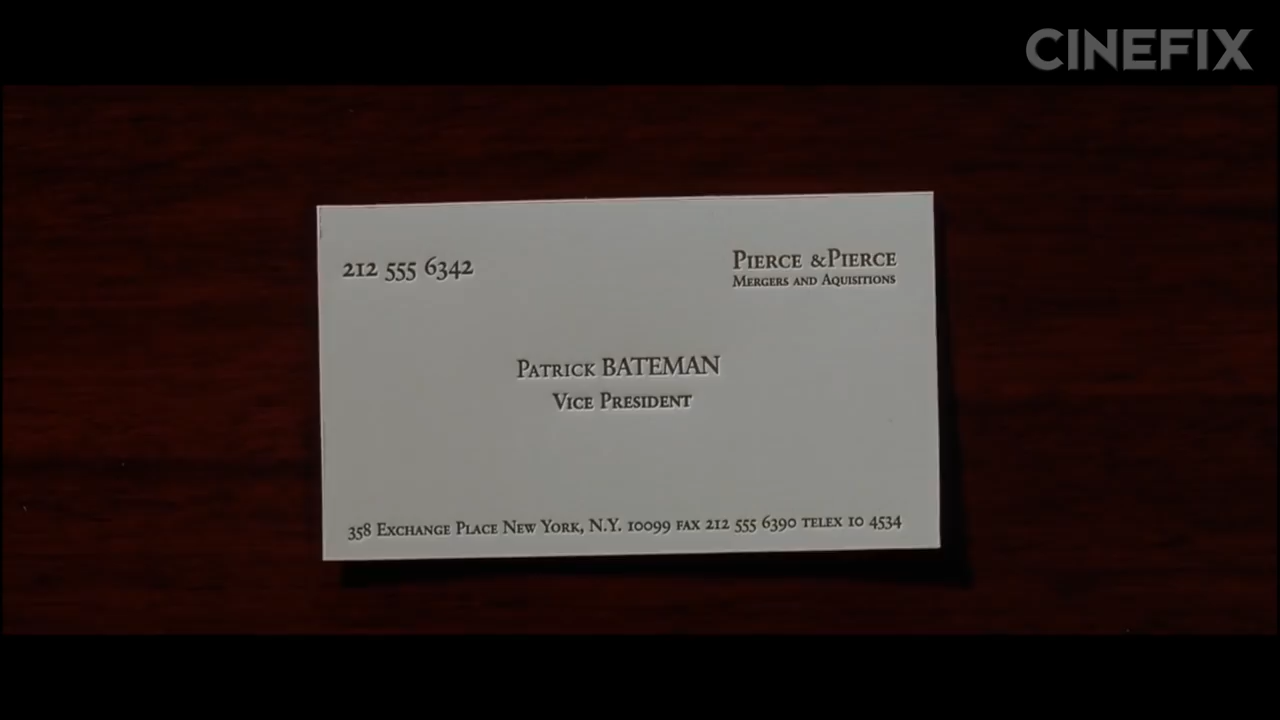 CINEFIX
212 555 6342
Pierce &Pierce
Mergers and Aquisitions
Patrick BATEMAN
Vice President
358 Exchange Place New York, N.Y. 10099 fax 212 555 6390 telex 10 4534